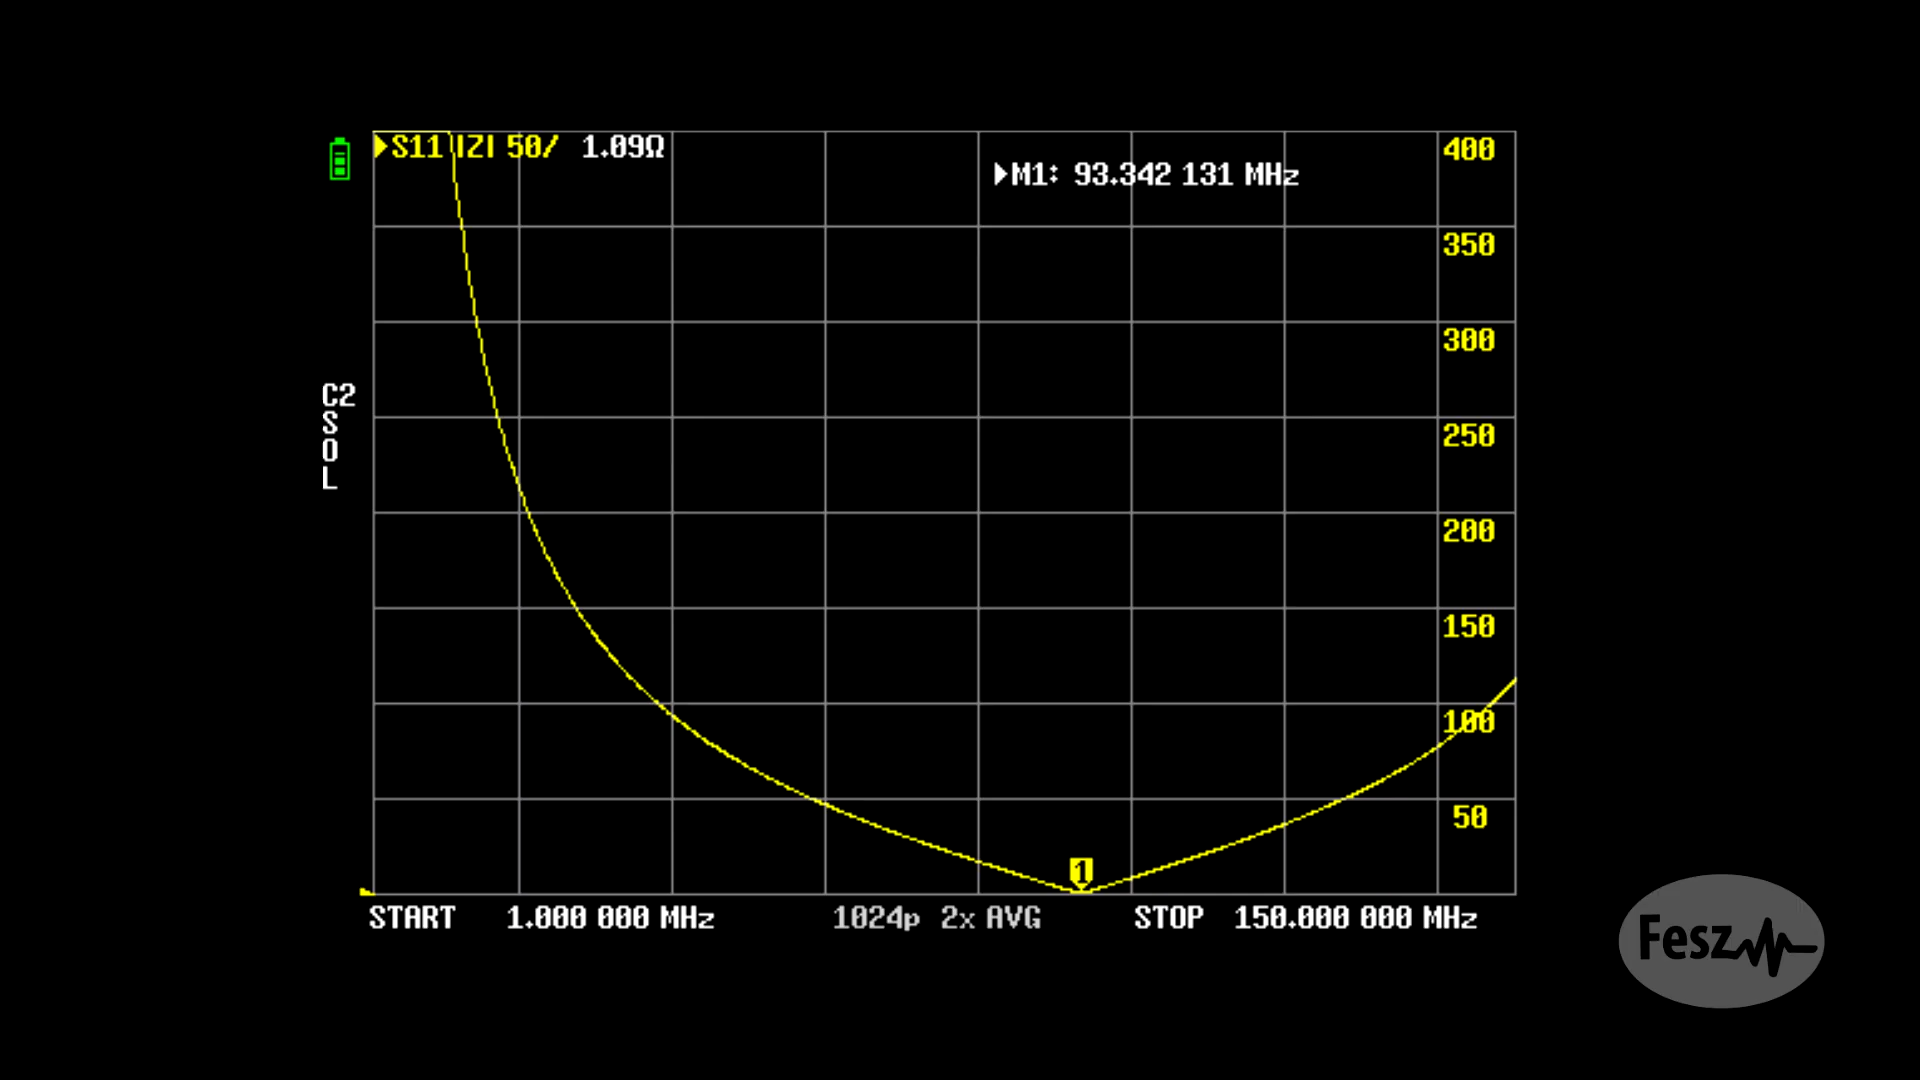 S11 |Z| 50/ 1.09Ω
M1: 93.342 131 MHz
400
350
300
C2
S
O
L
250
200
150
100
50
1
START 1.000 000 MHz 1024p 2x AVG STOP 150.000 000 MHz
Fesz